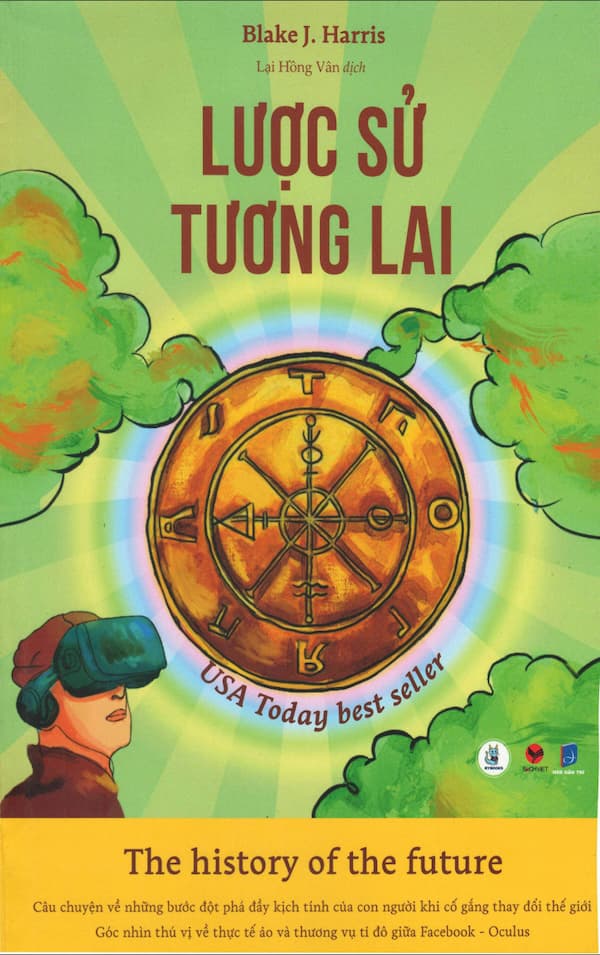 Blake J. Harris
Lại Hồng Vân dịch
LƯỢC SỬ
TƯƠNG LAI
USA Today best seller
The history of the future
Câu chuyện về những bước đột phá đầy kịch tính của con người khi cố gắng thay đổi thế giới
Góc nhìn thú vị về thực tế ảo và thương vụ tỉ đô giữa Facebook - Oculus